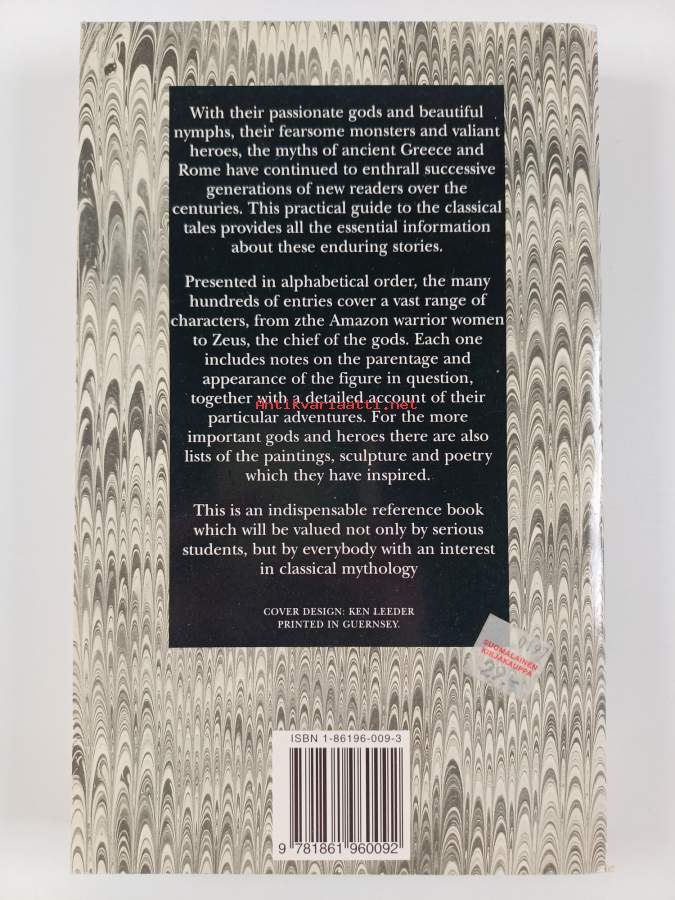 With their passionate gods and beautiful
nymphs, their fearsome monsters and valiant
heroes, the myths of ancient Greece and
Rome have continued to enthrall successive
generations of new readers over the
centuries. This practical guide to the classical
tales provides all the essential information
about these enduring stories.
Presented in alphabetical order, the many
hundreds of entries cover a vast range of
characters, from zthe Amazon warrior women
to Zeus, the chief of the gods. Each one
includes notes on the parentage and
appearance of the figure in question,
together with a detailed account of their
Antikvariaatti.net
particular adventures. For the more
important gods and heroes there are also
lists of the paintings, sculpture and poetry
which they have inspired.
This is an indispensable reference book
which will be valued not only by serious
students, but by everybody with an interest
in classical mythology
COVER DESIGN: KEN LEEDER
PRINTED IN GUERNSEY.
SUOMALAINEN
KIRJAKAUPPA
ISBN 1-86196-009-3
9 781861 960092